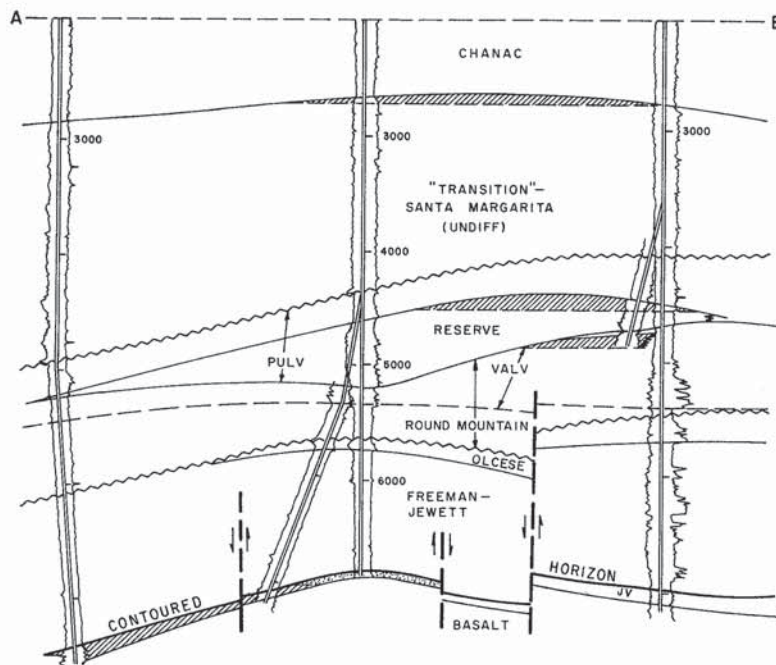 A
B
CHANAC
3000
3000
3000
"TRANSITION"–
SANTA MARGARITA
(UNDIFF)
4000
RESERVE
PULV
VALV
5000
ROUND MOUNTAIN
OLCESE
6000
FREEMAN–
JEWETT
HORIZON
CONTOURED
JV
BASALT